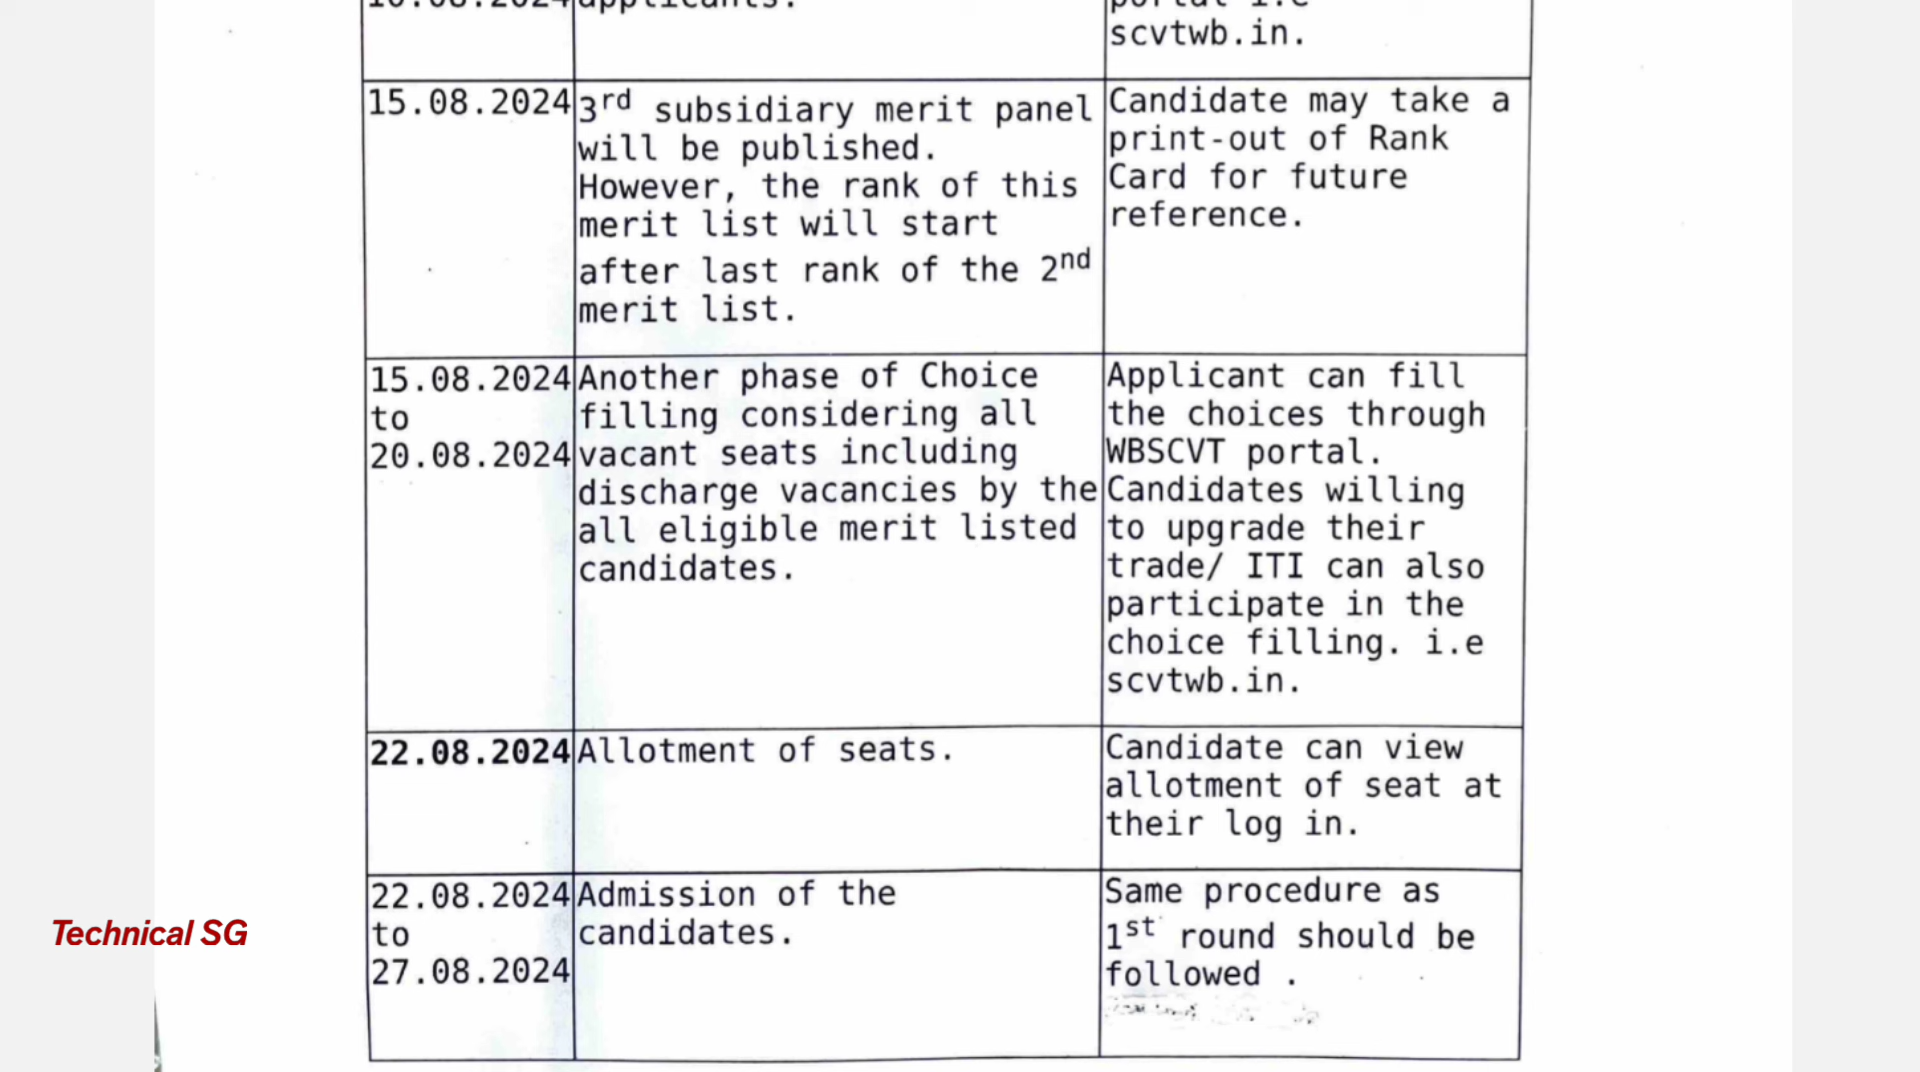 applicants.
portal i.e
scvtwb.in.
15.08.2024
3rd subsidiary merit panel
will be published.
However, the rank of this
merit list will start
after last rank of the 2nd
merit list.
Candidate may take a
print-out of Rank
Card for future
reference.
15.08.2024
to
20.08.2024
Another phase of Choice
filling considering all
vacant seats including
discharge vacancies by the
all eligible merit listed
candidates.
Applicant can fill
the choices through
WBSCVT portal.
Candidates willing
to upgrade their
trade/ ITI can also
participate in the
choice filling. i.e
scvtwb.in.
22.08.2024
Allotment of seats.
Candidate can view
allotment of seat at
their log in.
22.08.2024
to
27.08.2024
Admission of the
candidates.
Same procedure as
1st round should be
followed .
Technical SG